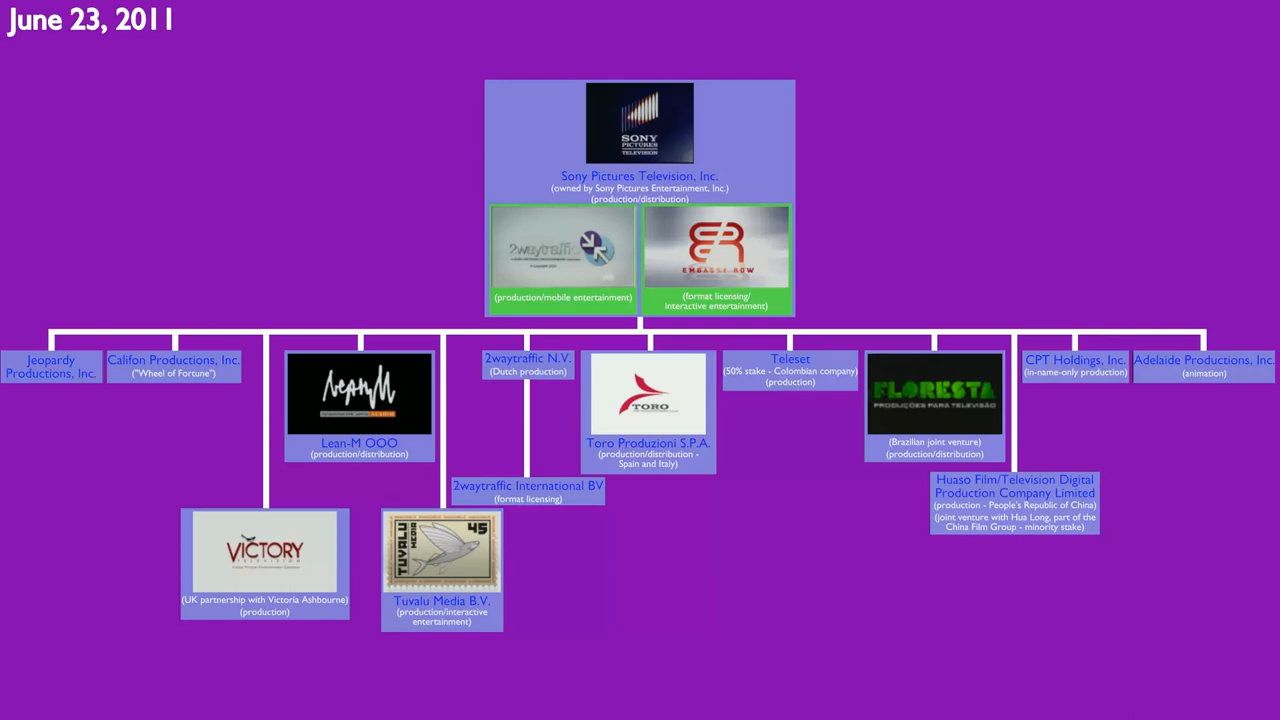 June 23, 2011
SONY
PICTURES
TELEVISION
Sony Pictures Television, Inc.
(owned by Sony Pictures Entertainment, Inc.)
(production/distribution)
2waytraffic
(production/mobile entertainment)
EMBASSY ROW
(format licensing/
interactive entertainment)
Jeopardy
Productions, Inc.
Califon Productions, Inc.
("Wheel of Fortune")
Lean-M
Lean-M OOO
(production/distribution)
2waytraffic N.V.
(Dutch production)
TORO
Toro Produzioni S.P.A.
(production/distribution -
Spain and Italy)
Teleset
(50% stake - Colombian company)
(production)
FLORESTA
PRODUÇÕES PARA TELEVISÃO
(Brazilian joint venture)
(production/distribution)
CPT Holdings, Inc.
(in-name-only production)
Adelaide Productions, Inc.
(animation)
2waytraffic International BV
(format licensing)
Huaso Film/Television Digital
Production Company Limited
(production - People's Republic of China)
(joint venture with Hua Long, part of the
China Film Group - minority stake)
VICTORY
TELEVISION
(UK partnership with Victoria Ashbourne)
(production)
TUVALU
MEDIA
45
Tuvalu Media B.V.
(production/interactive
entertainment)